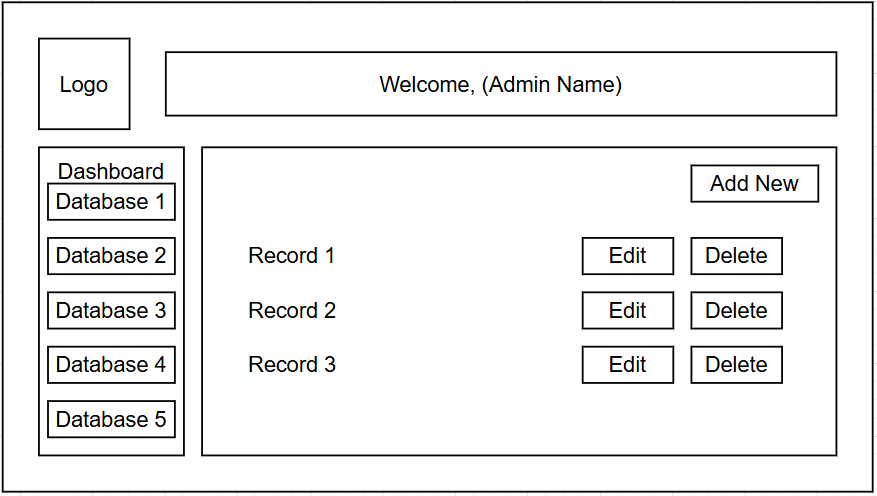 Logo
Welcome, (Admin Name)
Dashboard
Database 1
Database 2
Database 3
Database 4
Database 5
Add New
Record 1 Edit Delete
Record 2 Edit Delete
Record 3 Edit Delete